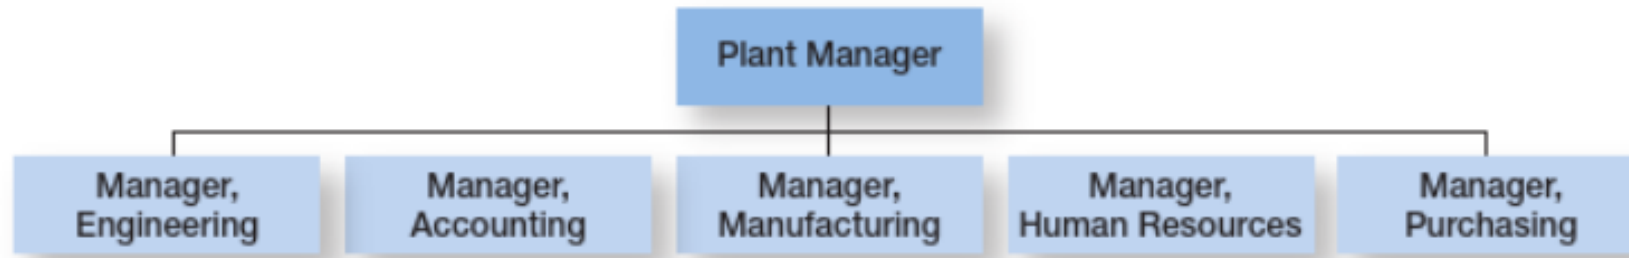 Plant Manager
Manager,
Engineering
Manager,
Accounting
Manager,
Manufacturing
Manager,
Human Resources
Manager,
Purchasing